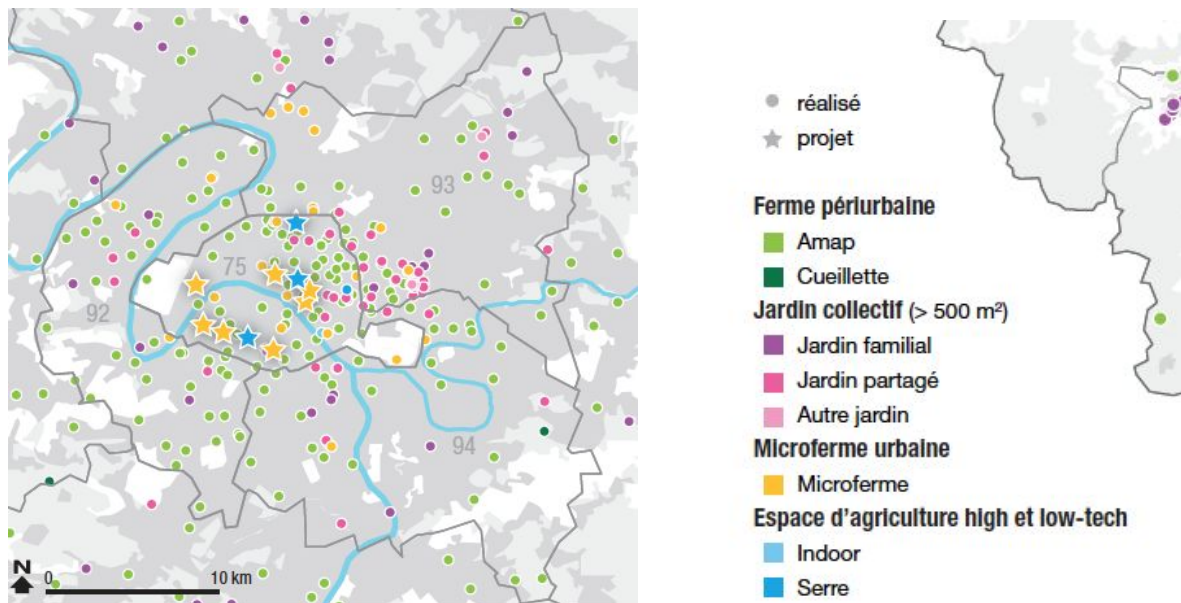 93
75
92
94
N
0 10 km
réalisé
projet
Ferme périurbaine
Amap
Cueillette
Jardin collectif (> 500 m²)
Jardin familial
Jardin partagé
Autre jardin
Microferme urbaine
Microferme
Espace d’agriculture high et low-tech
Indoor
Serre